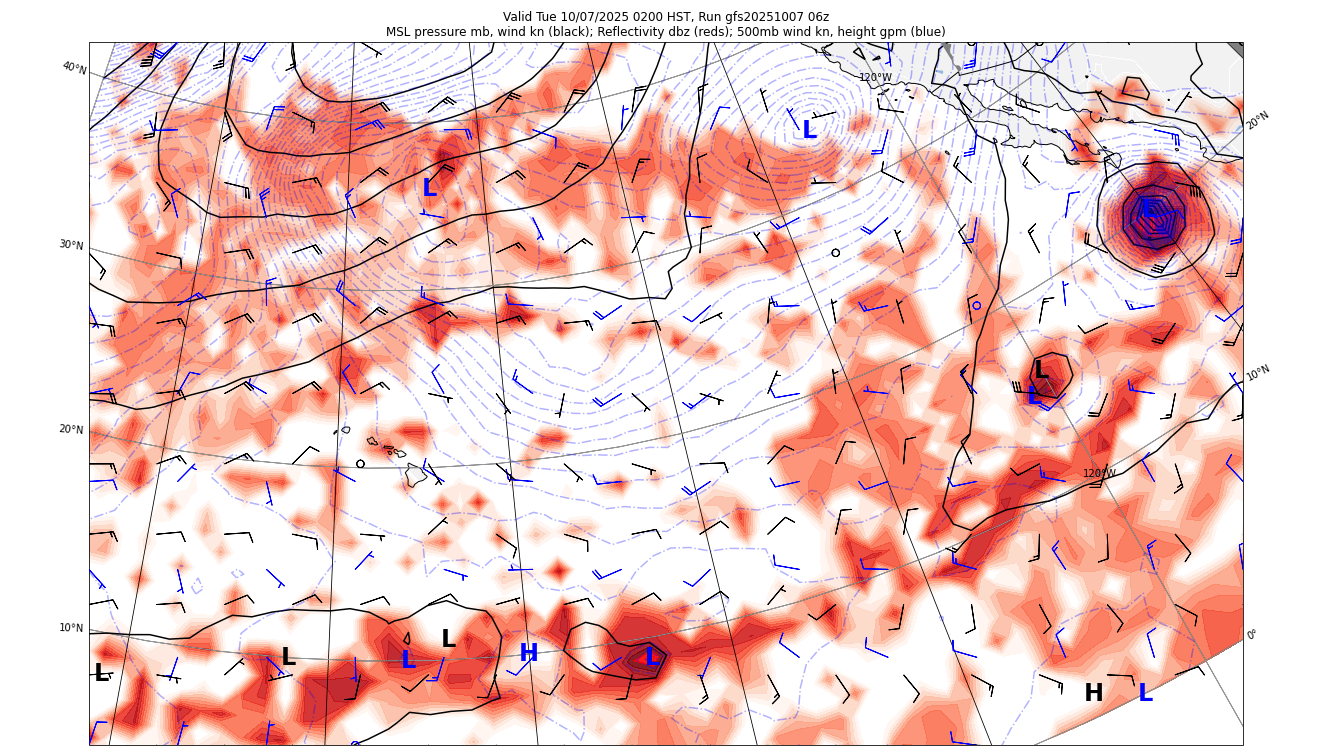 Valid Tue 10/07/2025 0200 HST, Run gfs20251007 06z
MSL pressure mb, wind kn (black); Reflectivity dbz (reds); 500mb wind kn, height gpm (blue)
40°N
120°W
20°N
L
L
L
30°N
L
L
10°N
20°N
120°W
10°N
0°
L
L
L
L
H
L
L
H
L